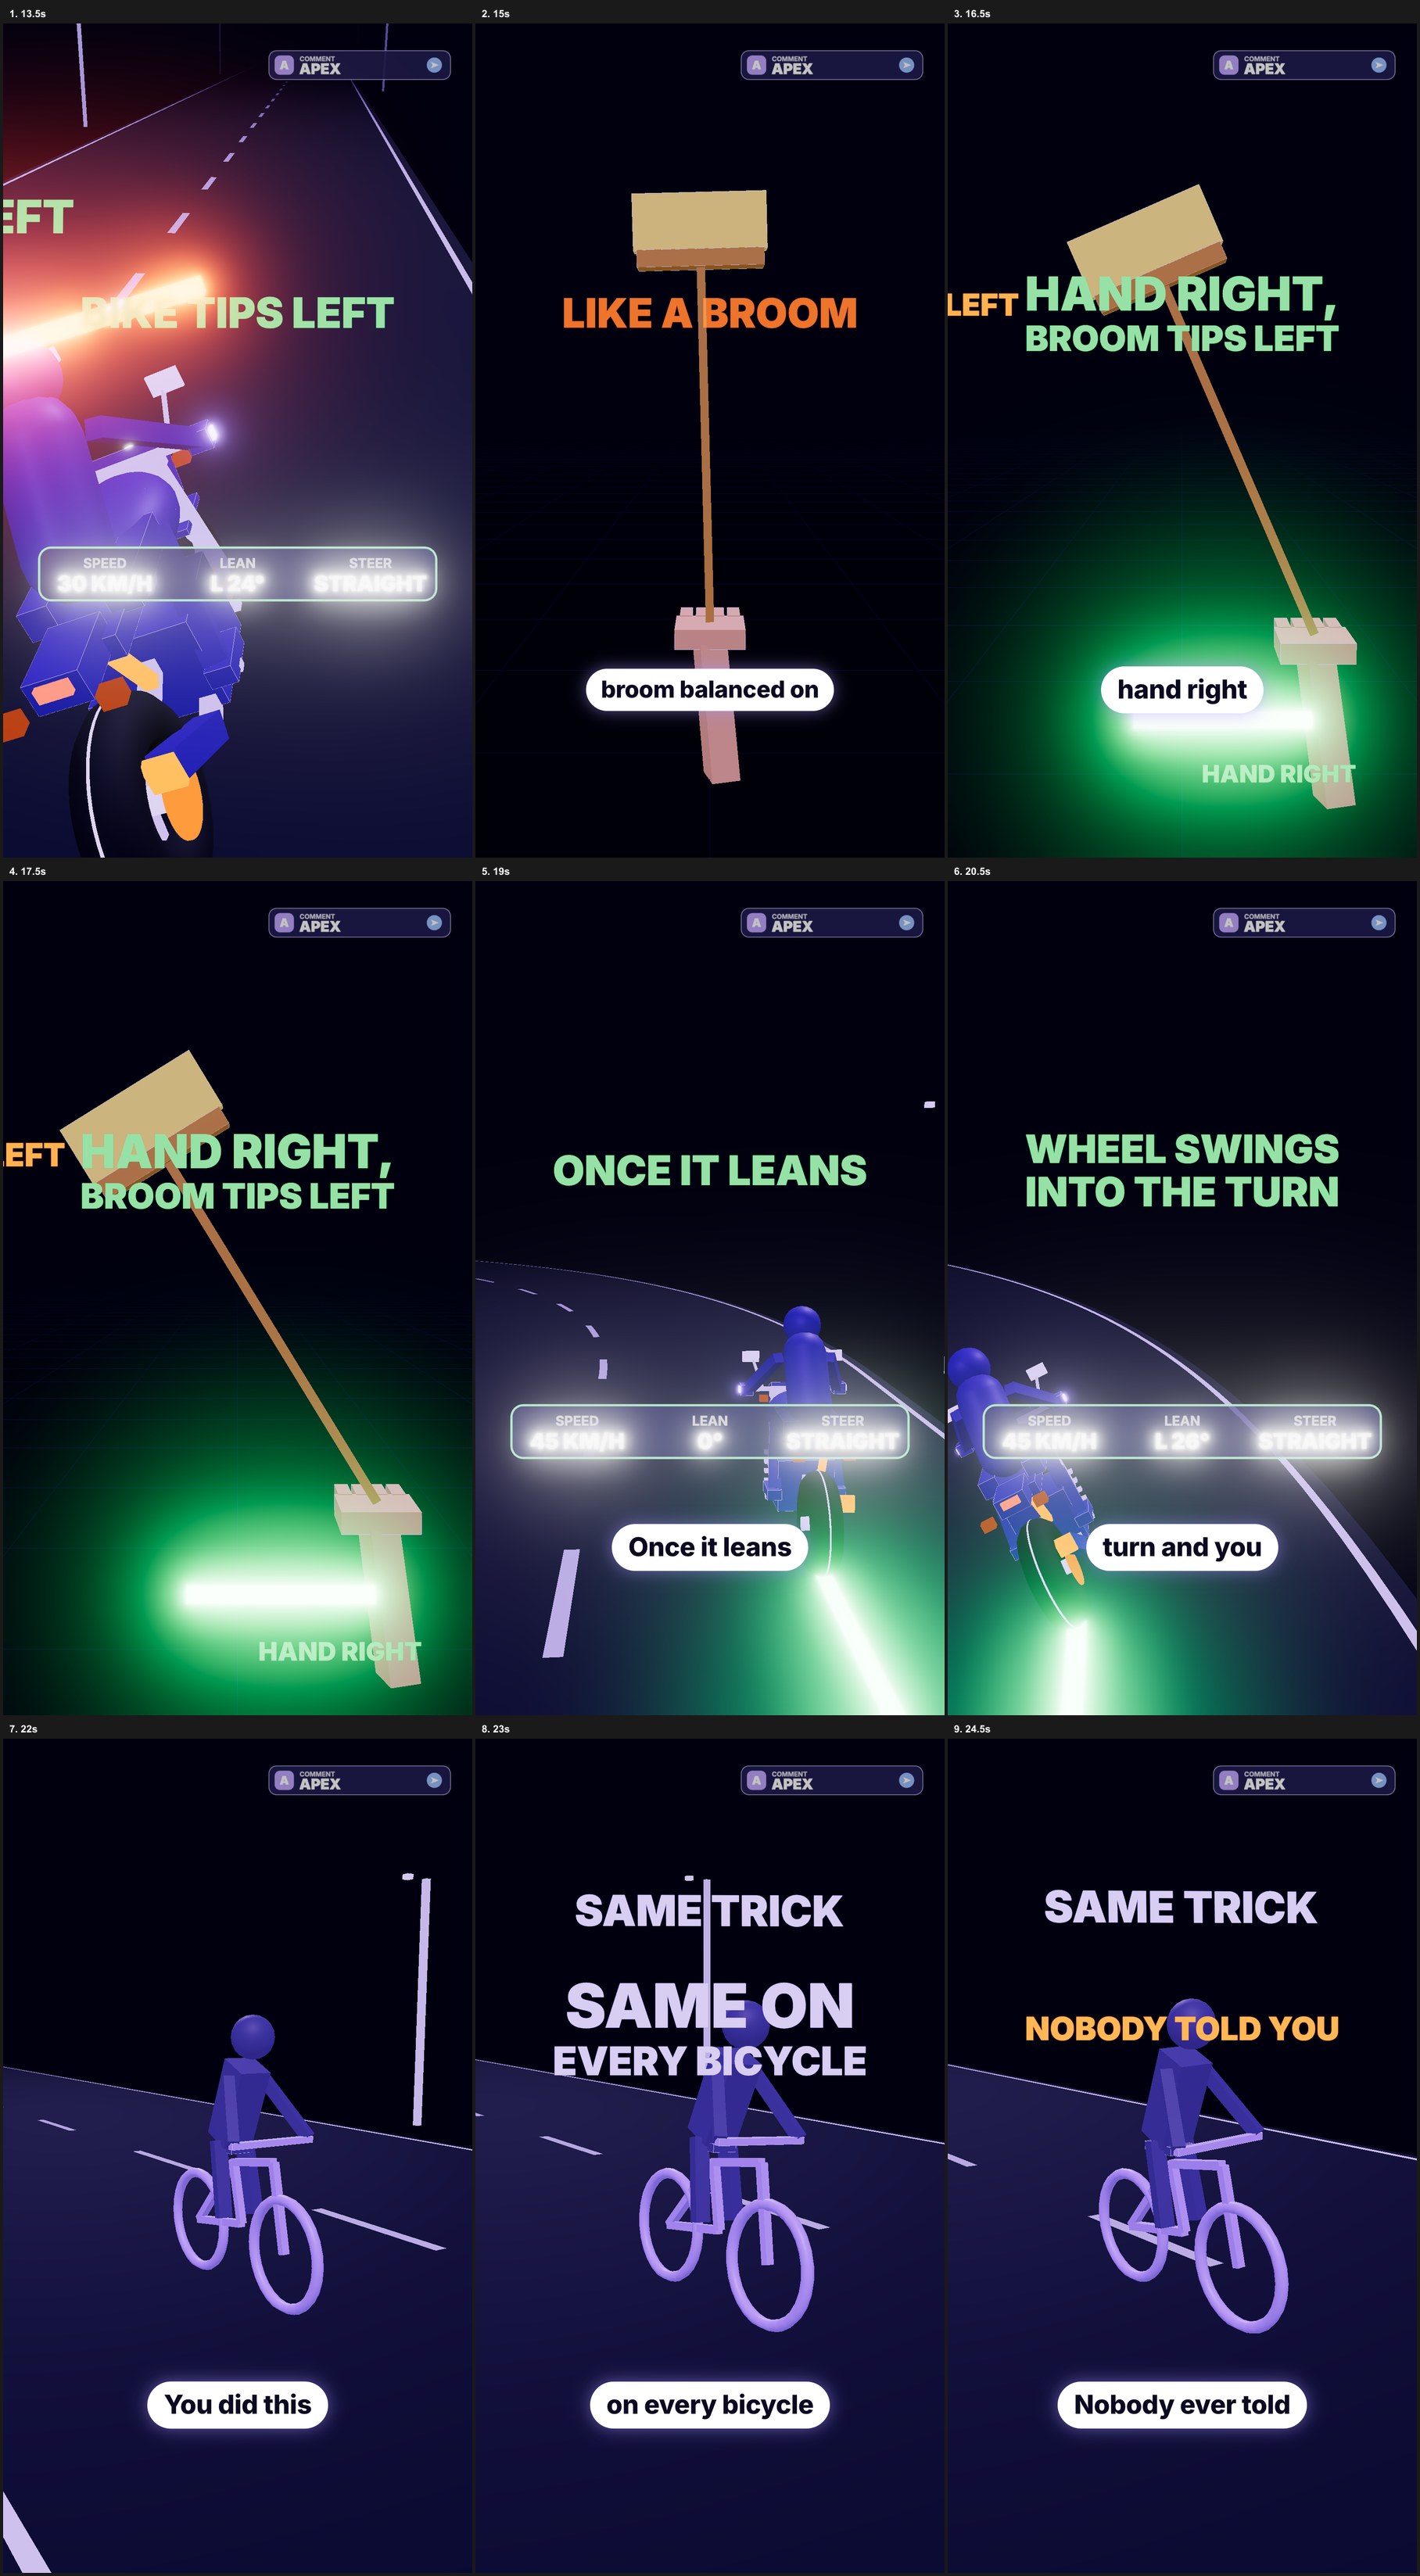 1. 13.5s
A COMMENT
APEX
EFT
BIKE TIPS LEFT
SPEED LEAN STEER
30 KM/H L 24° STRAIGHT
2. 15s
A COMMENT
APEX
LIKE A BROOM
broom balanced on
3. 16.5s
A COMMENT
APEX
LEFT
HAND RIGHT,
BROOM TIPS LEFT
hand right
HAND RIGHT
4. 17.5s
A COMMENT
APEX
LEFT
HAND RIGHT,
BROOM TIPS LEFT
HAND RIGHT
5. 19s
A COMMENT
APEX
ONCE IT LEANS
SPEED LEAN STEER
45 KM/H 0° STRAIGHT
Once it leans
6. 20.5s
A COMMENT
APEX
WHEEL SWINGS
INTO THE TURN
SPEED LEAN STEER
45 KM/H L 26° STRAIGHT
turn and you
7. 22s
A COMMENT
APEX
You did this
8. 23s
A COMMENT
APEX
SAME TRICK
SAME ON
EVERY BICYCLE
on every bicycle
9. 24.5s
A COMMENT
APEX
SAME TRICK
NOBODY TOLD YOU
Nobody ever told